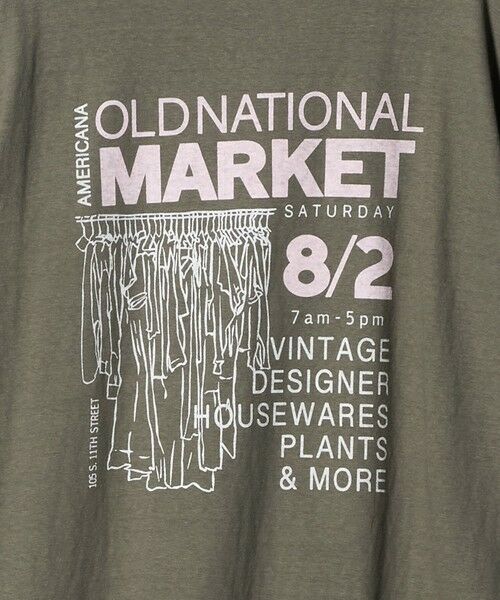 AMERICANA
OLD NATIONAL
MARKET
SATURDAY
8/2
7am-5pm
VINTAGE
DESIGNER
HOUSEWARES
PLANTS
& MORE
105 S. 11TH STREET